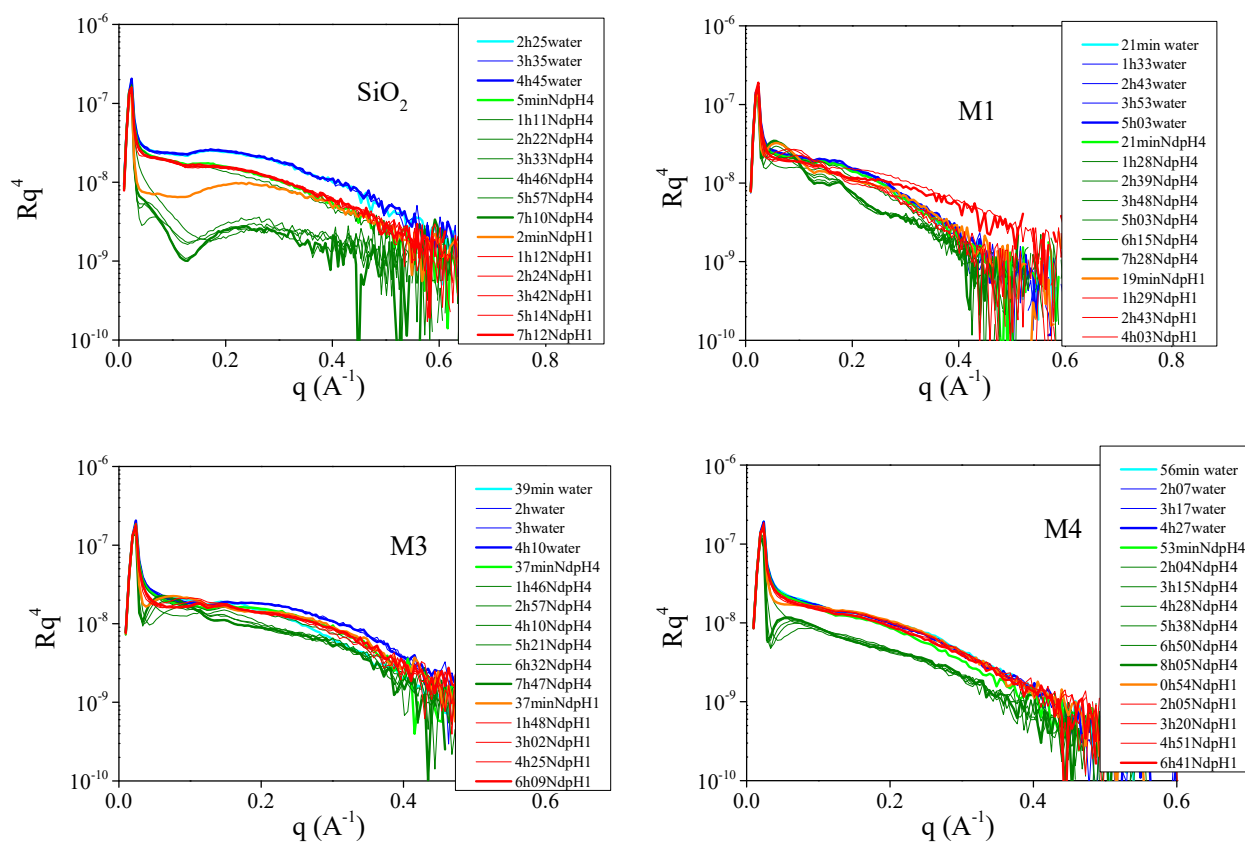 10^-6
10^-7
10^-8
10^-9
10^-10
Rq^4
SiO_2
2h25water
3h35water
4h45water
5minNdpH4
1h11NdpH4
2h22NdpH4
3h33NdpH4
4h46NdpH4
5h57NdpH4
7h10NdpH4
2minNdpH1
1h12NdpH1
2h24NdpH1
3h42NdpH1
5h14NdpH1
7h12NdpH1
0.0 0.2 0.4 0.6 0.8
q (A^-1)
10^-6
10^-7
10^-8
10^-9
10^-10
Rq^4
M1
21min water
1h33water
2h43water
3h53water
5h03water
21minNdpH4
1h28NdpH4
2h39NdpH4
3h48NdpH4
5h03NdpH4
6h15NdpH4
7h28NdpH4
19minNdpH1
1h29NdpH1
2h43NdpH1
4h03NdpH1
0.0 0.2 0.4 0.6 0.8
q (A^-1)
10^-6
10^-7
10^-8
10^-9
10^-10
Rq^4
M3
39min water
2hwater
3hwater
4h10water
37minNdpH4
1h46NdpH4
2h57NdpH4
4h10NdpH4
5h21NdpH4
6h32NdpH4
7h47NdpH4
37minNdpH1
1h48NdpH1
3h02NdpH1
4h25NdpH1
6h09NdpH1
0.0 0.2 0.4 0.6
q (A^-1)
10^-6
10^-7
10^-8
10^-9
10^-10
Rq^4
M4
56min water
2h07water
3h17water
4h27water
53minNdpH4
2h04NdpH4
3h15NdpH4
4h28NdpH4
5h38NdpH4
6h50NdpH4
8h05NdpH4
0h54NdpH1
2h05NdpH1
3h20NdpH1
4h51NdpH1
6h41NdpH1
0.0 0.2 0.4 0.6
q (A^-1)